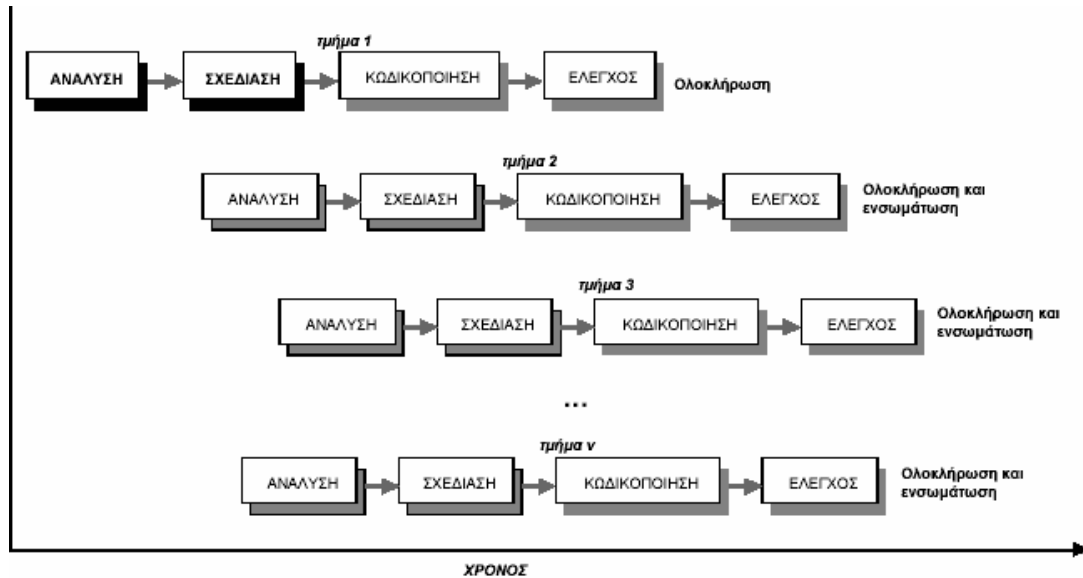 τμήμα 1
ΑΝΑΛΥΣΗ ΣΧΕΔΙΑΣΗ ΚΩΔΙΚΟΠΟΙΗΣΗ ΕΛΕΓΧΟΣ Ολοκλήρωση
τμήμα 2
ΑΝΑΛΥΣΗ ΣΧΕΔΙΑΣΗ ΚΩΔΙΚΟΠΟΙΗΣΗ ΕΛΕΓΧΟΣ Ολοκλήρωση και
ενσωμάτωση
τμήμα 3
ΑΝΑΛΥΣΗ ΣΧΕΔΙΑΣΗ ΚΩΔΙΚΟΠΟΙΗΣΗ ΕΛΕΓΧΟΣ Ολοκλήρωση και
ενσωμάτωση
...
τμήμα ν
ΑΝΑΛΥΣΗ ΣΧΕΔΙΑΣΗ ΚΩΔΙΚΟΠΟΙΗΣΗ ΕΛΕΓΧΟΣ Ολοκλήρωση και
ενσωμάτωση
ΧΡΟΝΟΣ